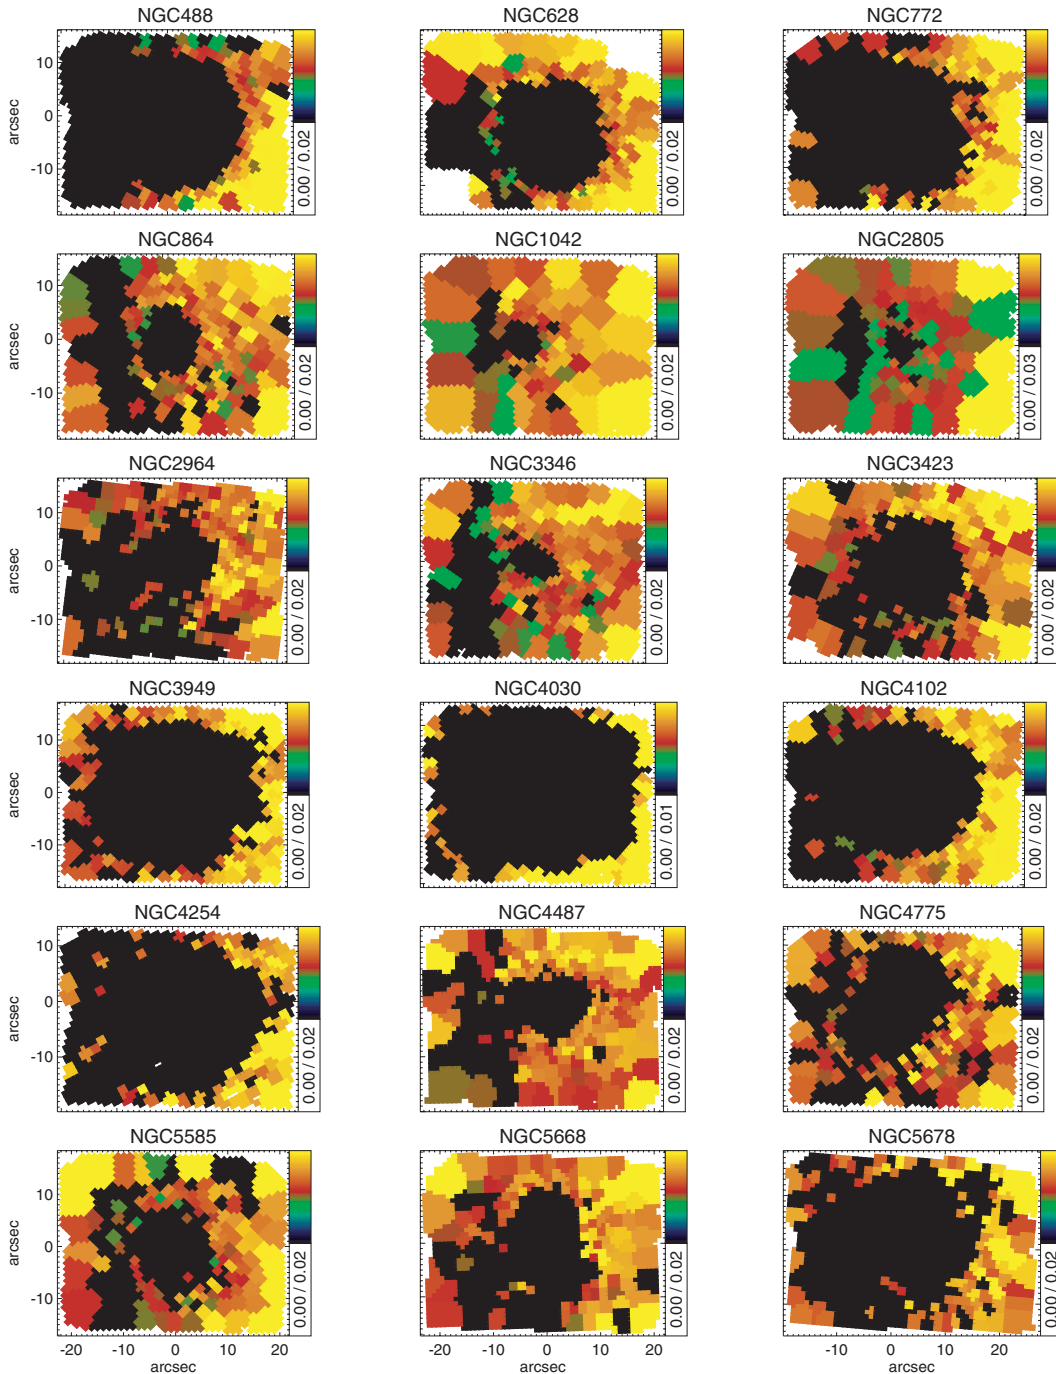 NGC488 NGC628 NGC772
10
0
-10
arcsec
0.00 / 0.02 0.00 / 0.02 0.00 / 0.02
NGC864 NGC1042 NGC2805
10
0
-10
arcsec
0.00 / 0.02 0.00 / 0.02 0.00 / 0.03
NGC2964 NGC3346 NGC3423
10
0
-10
arcsec
0.00 / 0.02 0.00 / 0.02 0.00 / 0.02
NGC3949 NGC4030 NGC4102
10
0
-10
arcsec
0.00 / 0.02 0.00 / 0.01 0.00 / 0.02
NGC4254 NGC4487 NGC4775
10
0
-10
arcsec
0.00 / 0.02 0.00 / 0.02 0.00 / 0.02
NGC5585 NGC5668 NGC5678
10
0
-10
arcsec
0.00 / 0.02 0.00 / 0.02 0.00 / 0.02
-20 -10 0 10 20 -20 -10 0 10 20 -20 -10 0 10 20
arcsec arcsec arcsec